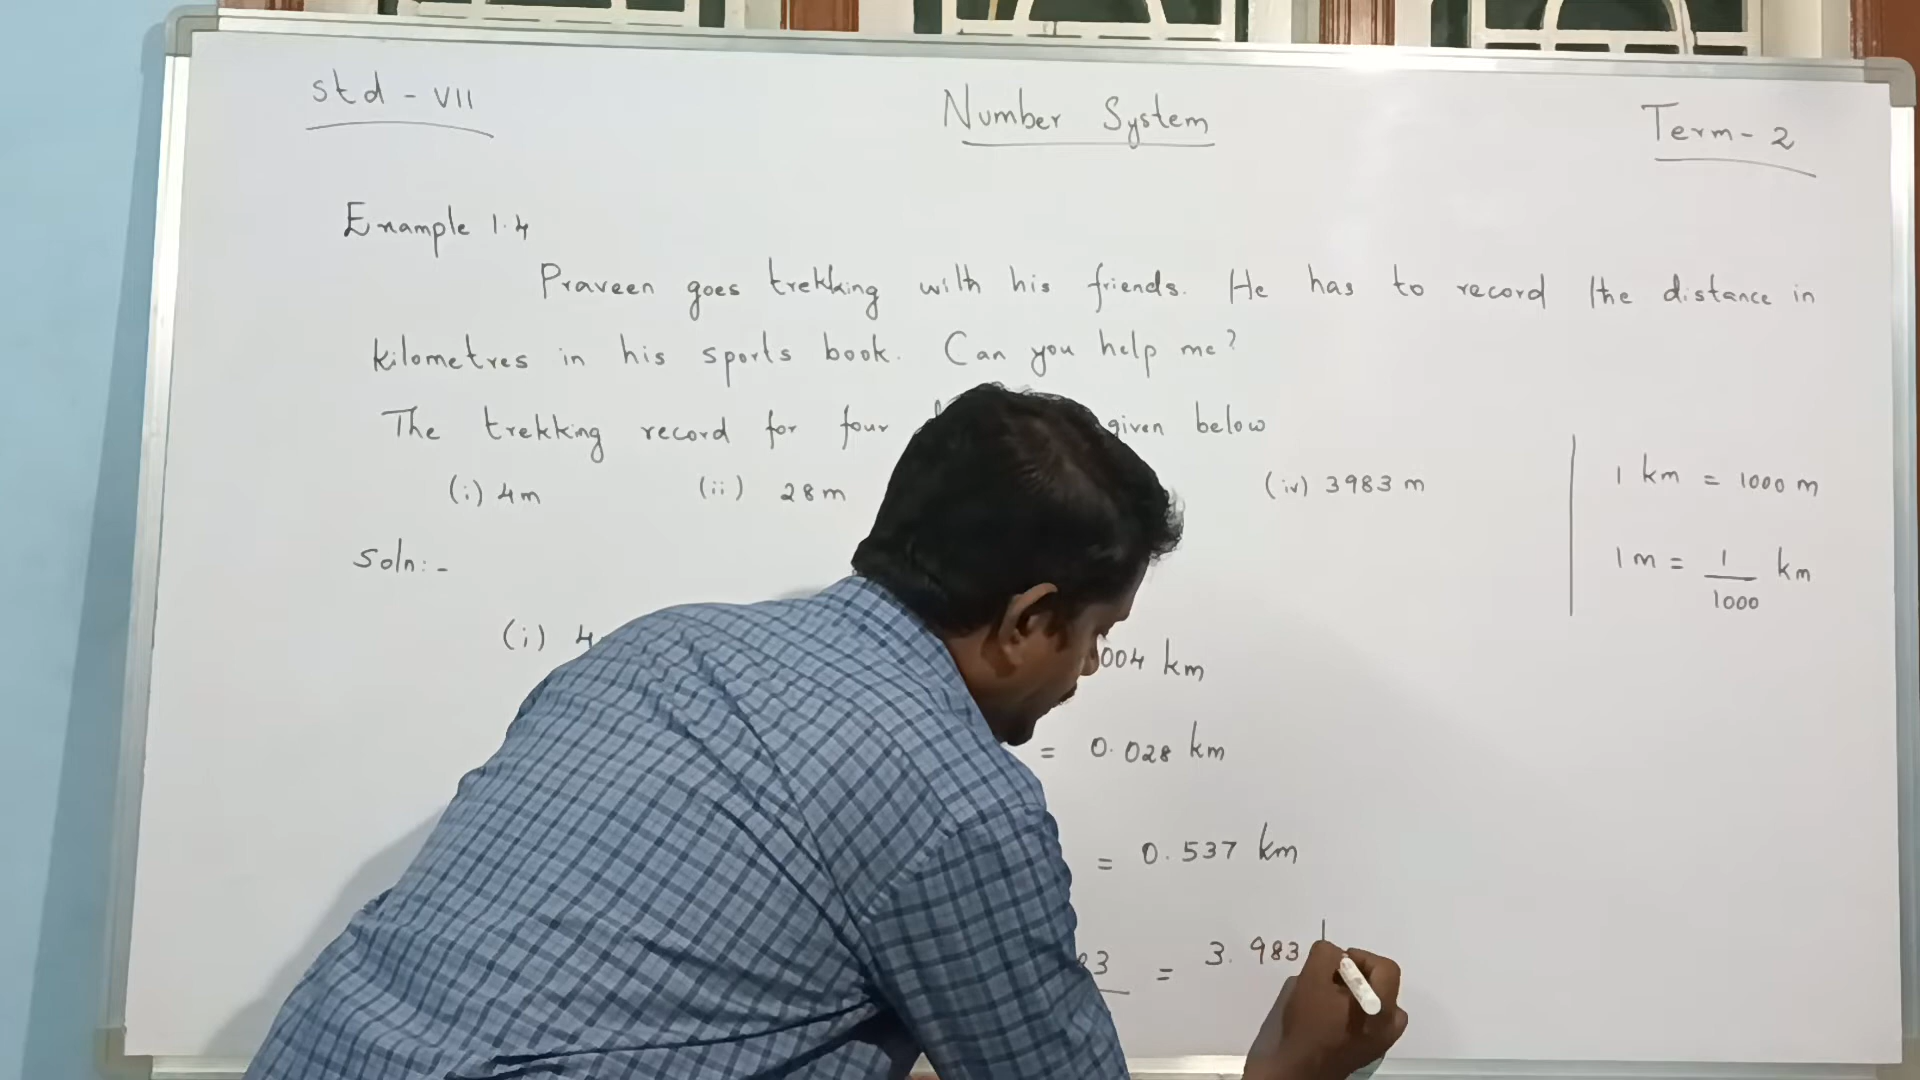 std - VII
Number System
Term - 2
Example 1.4
Praveen goes trekking with his friends. He has to record the distance in
kilometres in his sports book. Can you help me?
The trekking record for four given below
(i) 4m (ii) 28m (iv) 3983 m
1 km = 1000 m
Soln:-
1 m = 1/1000 km
(i) 4 004 km
= 0.028 km
= 0.537 km
83 = 3.983